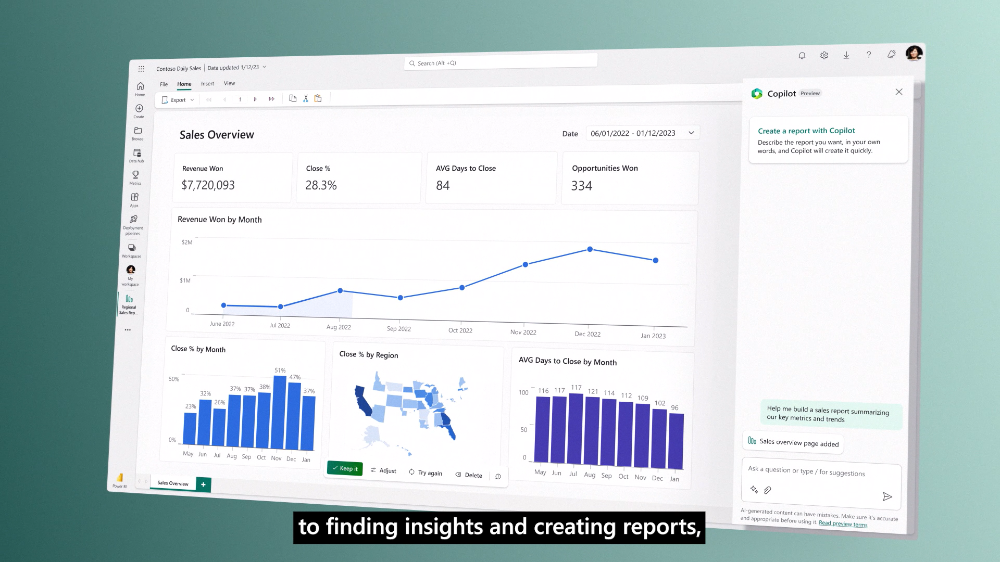 Contoso Daily Sales | Data updated 1/12/23
Search (Alt +Q)
File Home Insert View
Export
1
Home
Create
Browse
Data hub
Metrics
Apps
Deployment
pipelines
Workspaces
My
workspace
Regional
Sales Rep...
Power BI
Sales Overview
Date 06/01/2022 - 01/12/2023
Revenue Won
$7,720,093
Close %
28.3%
AVG Days to Close
84
Opportunities Won
334
Revenue Won by Month
$2M
$1M
0
June 2022 Jul 2022 Aug 2022 Sep 2022 Oct 2022 Nov 2022 Dec 2022 Jan 2023
Close % by Month
50%
0%
23% 32% 26% 37% 37% 38% 51% 47% 37%
May Jun Jul Aug Sep Oct Nov Dec Jan
Close % by Region
Keep it Adjust Try again Delete
AVG Days to Close by Month
100
50
0
116 117 117 121 114 112 109 102 96
May Jun Jul Aug Sep Oct Nov Dec Jan
Sales Overview
Copilot Preview
Create a report with Copilot
Describe the report you want, in your own
words, and Copilot will create it quickly.
Help me build a sales report summarizing
our key metrics and trends
Sales overview page added
Ask a question or type / for suggestions
AI-generated content can have mistakes. Make sure it's accurate
and appropriate before using it. Read preview terms
to finding insights and creating reports,